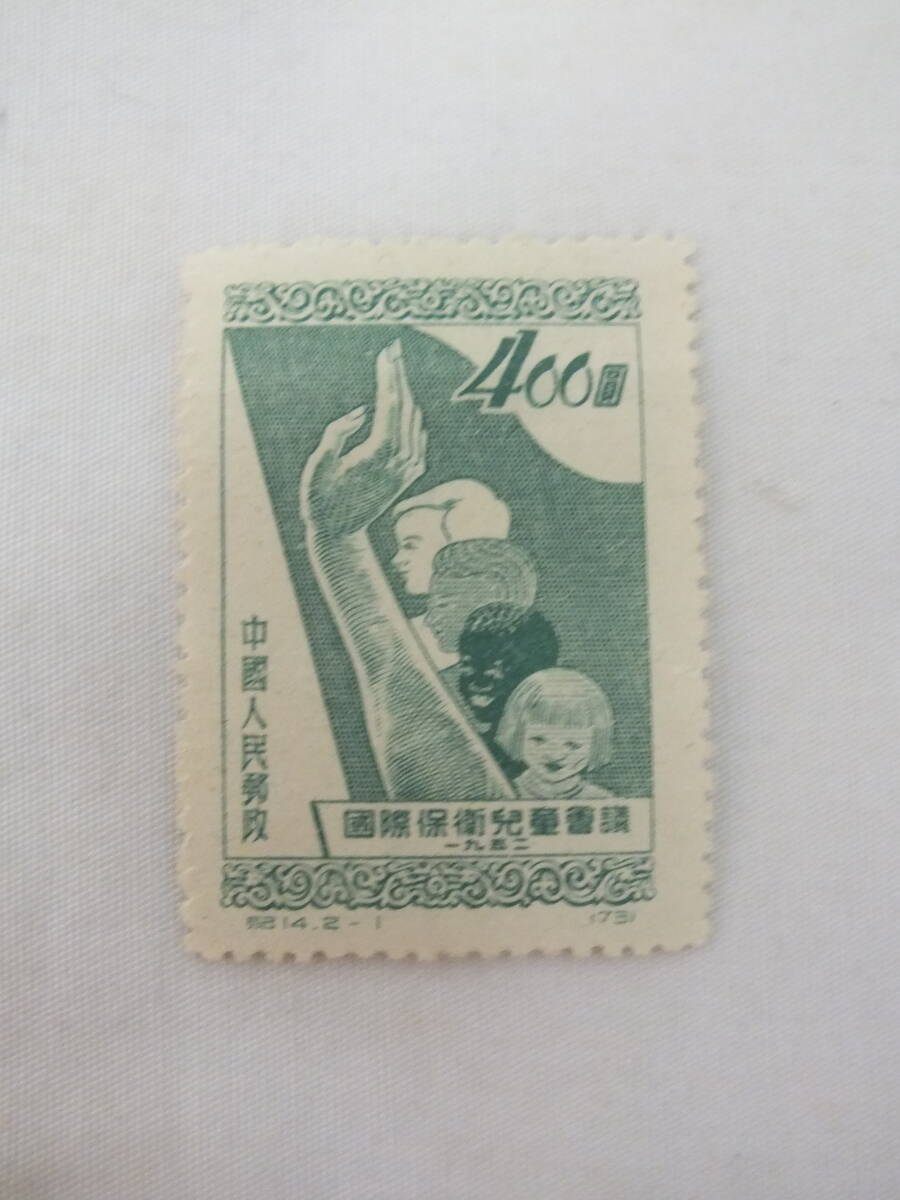 400圓
中國人民郵政
國際保衛兒童會議
一九五二
紀14.2-1
(73)